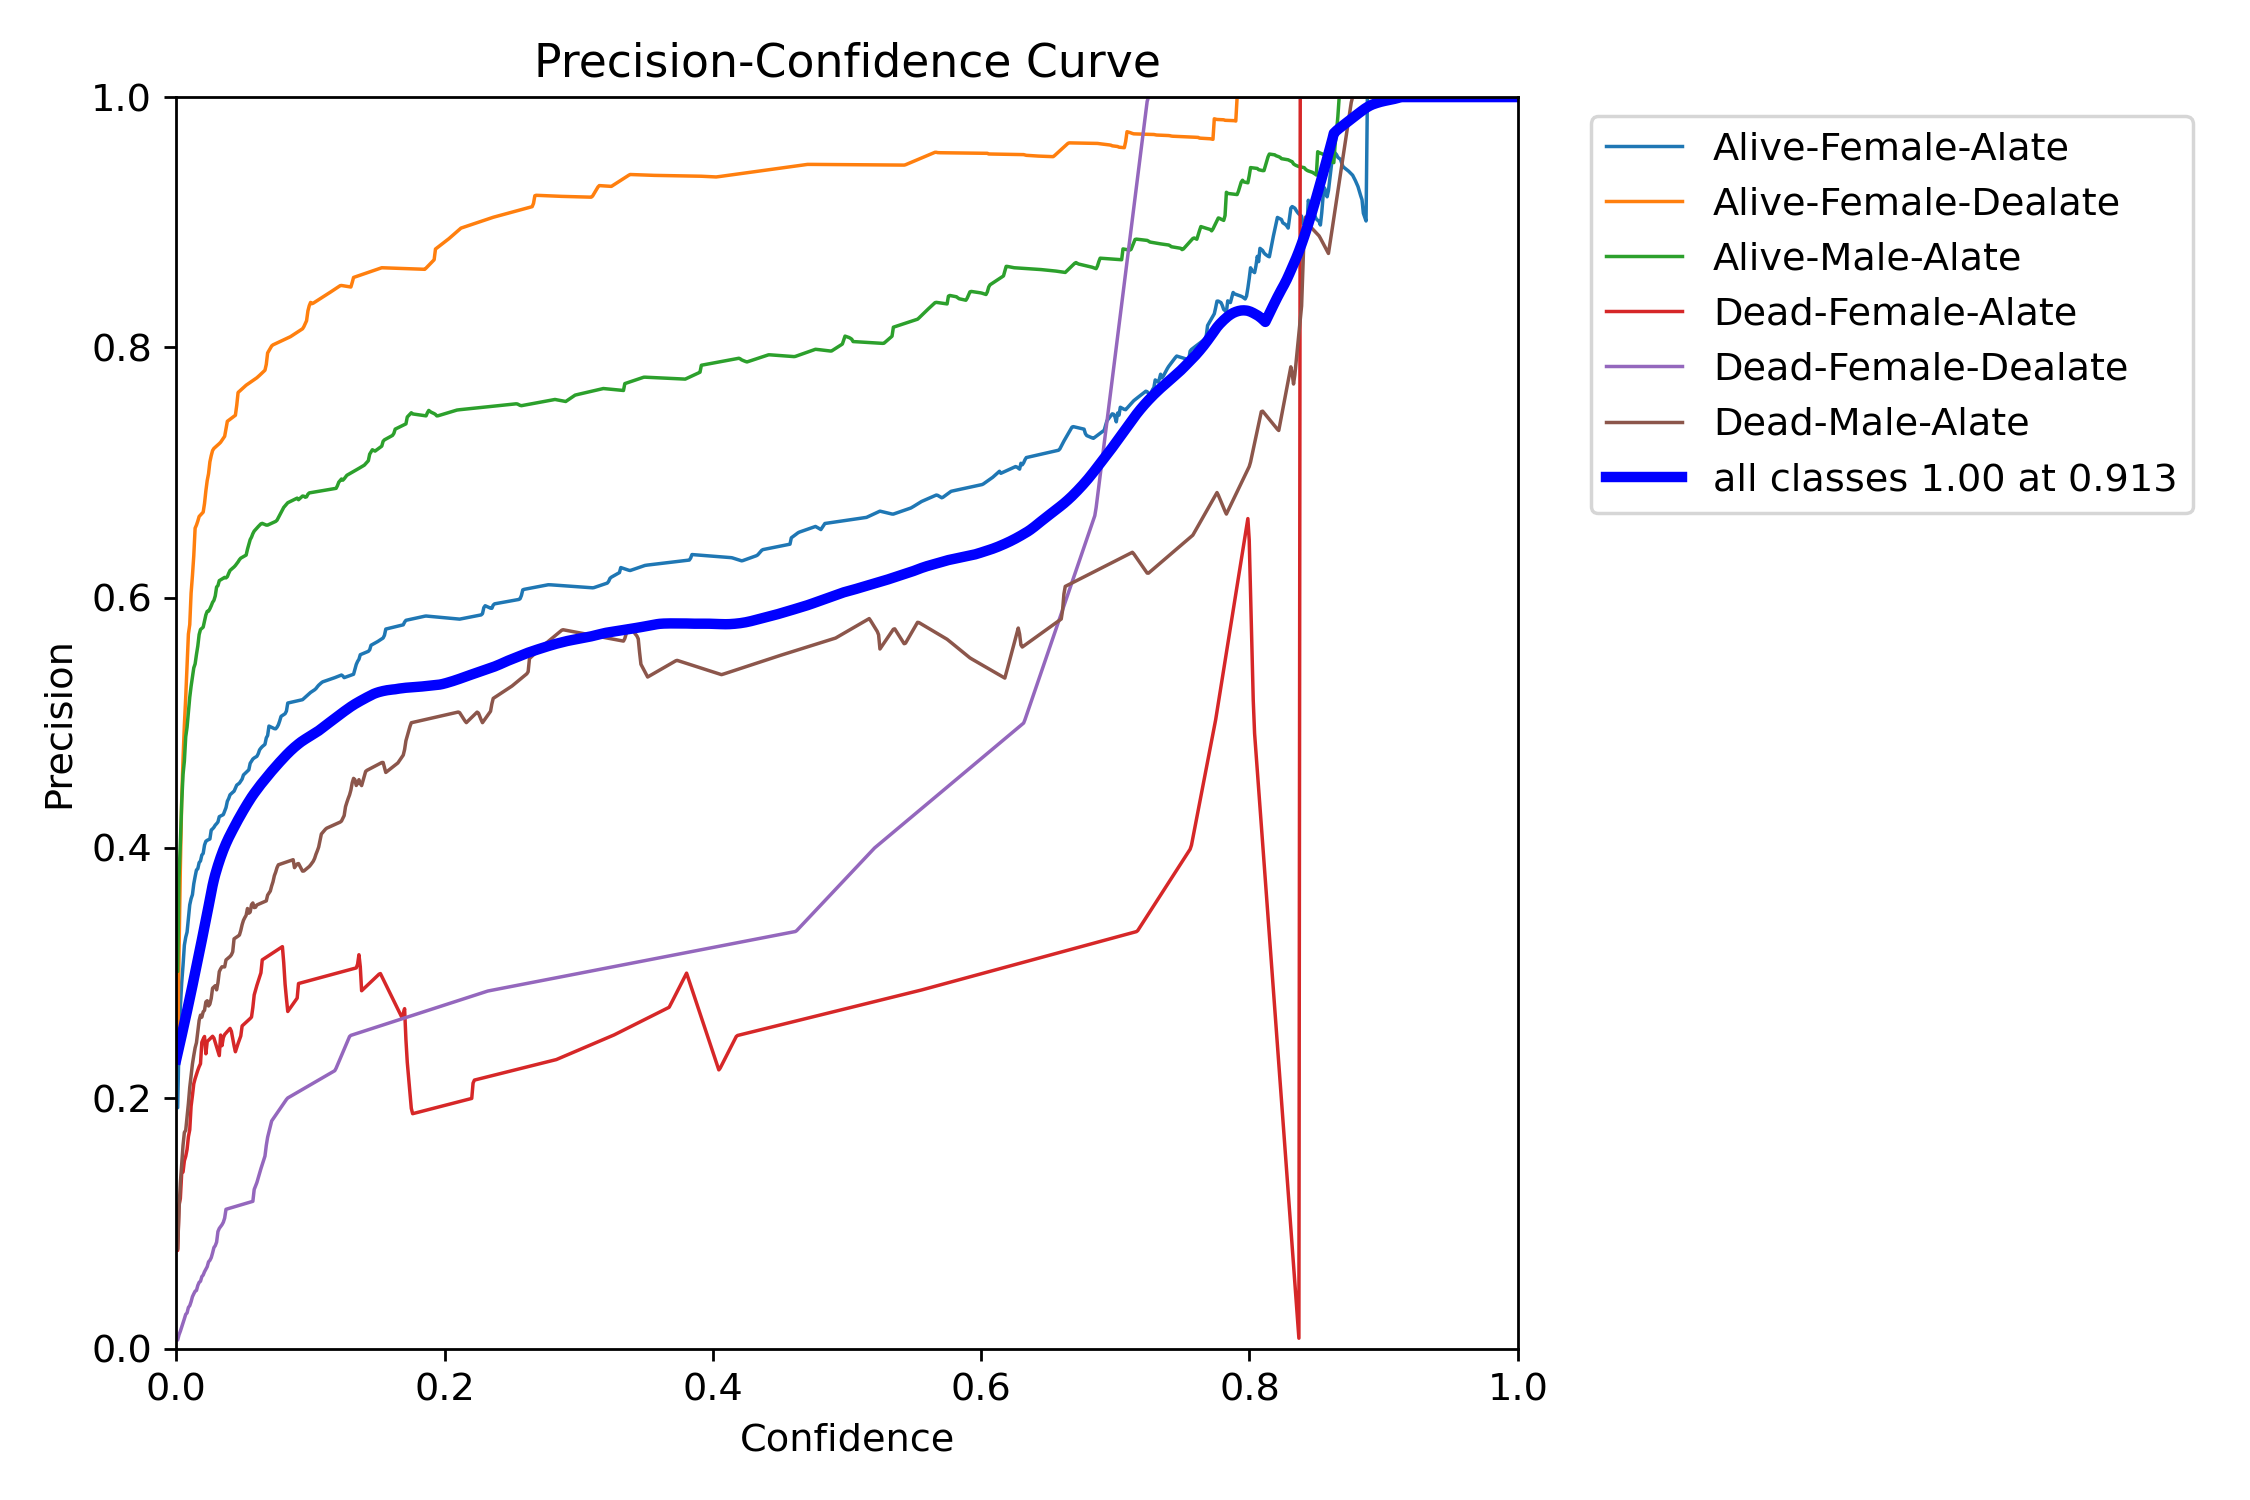 Precision-Confidence Curve
1.0
0.8
0.6
0.4
0.2
0.0
Precision
0.0 0.2 0.4 0.6 0.8 1.0
Confidence
Alive-Female-Alate
Alive-Female-Dealate
Alive-Male-Alate
Dead-Female-Alate
Dead-Female-Dealate
Dead-Male-Alate
all classes 1.00 at 0.913